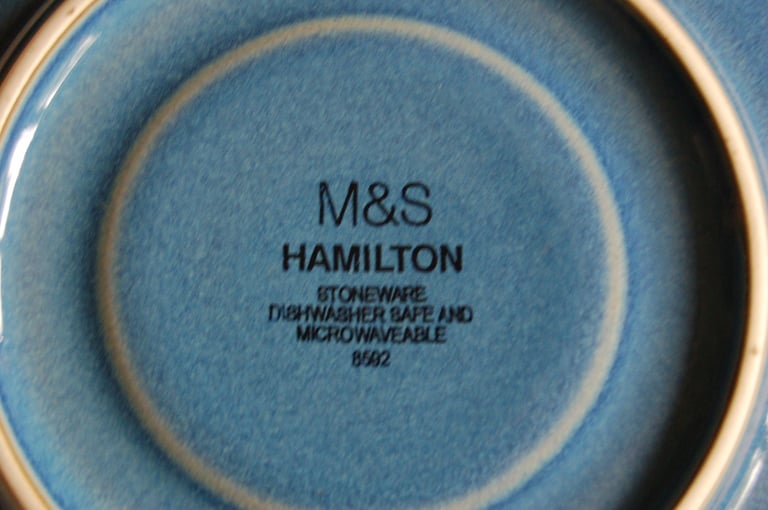 M&S
HAMILTON
STONEWARE
DISHWASHER SAFE AND
MICROWAVEABLE
8592